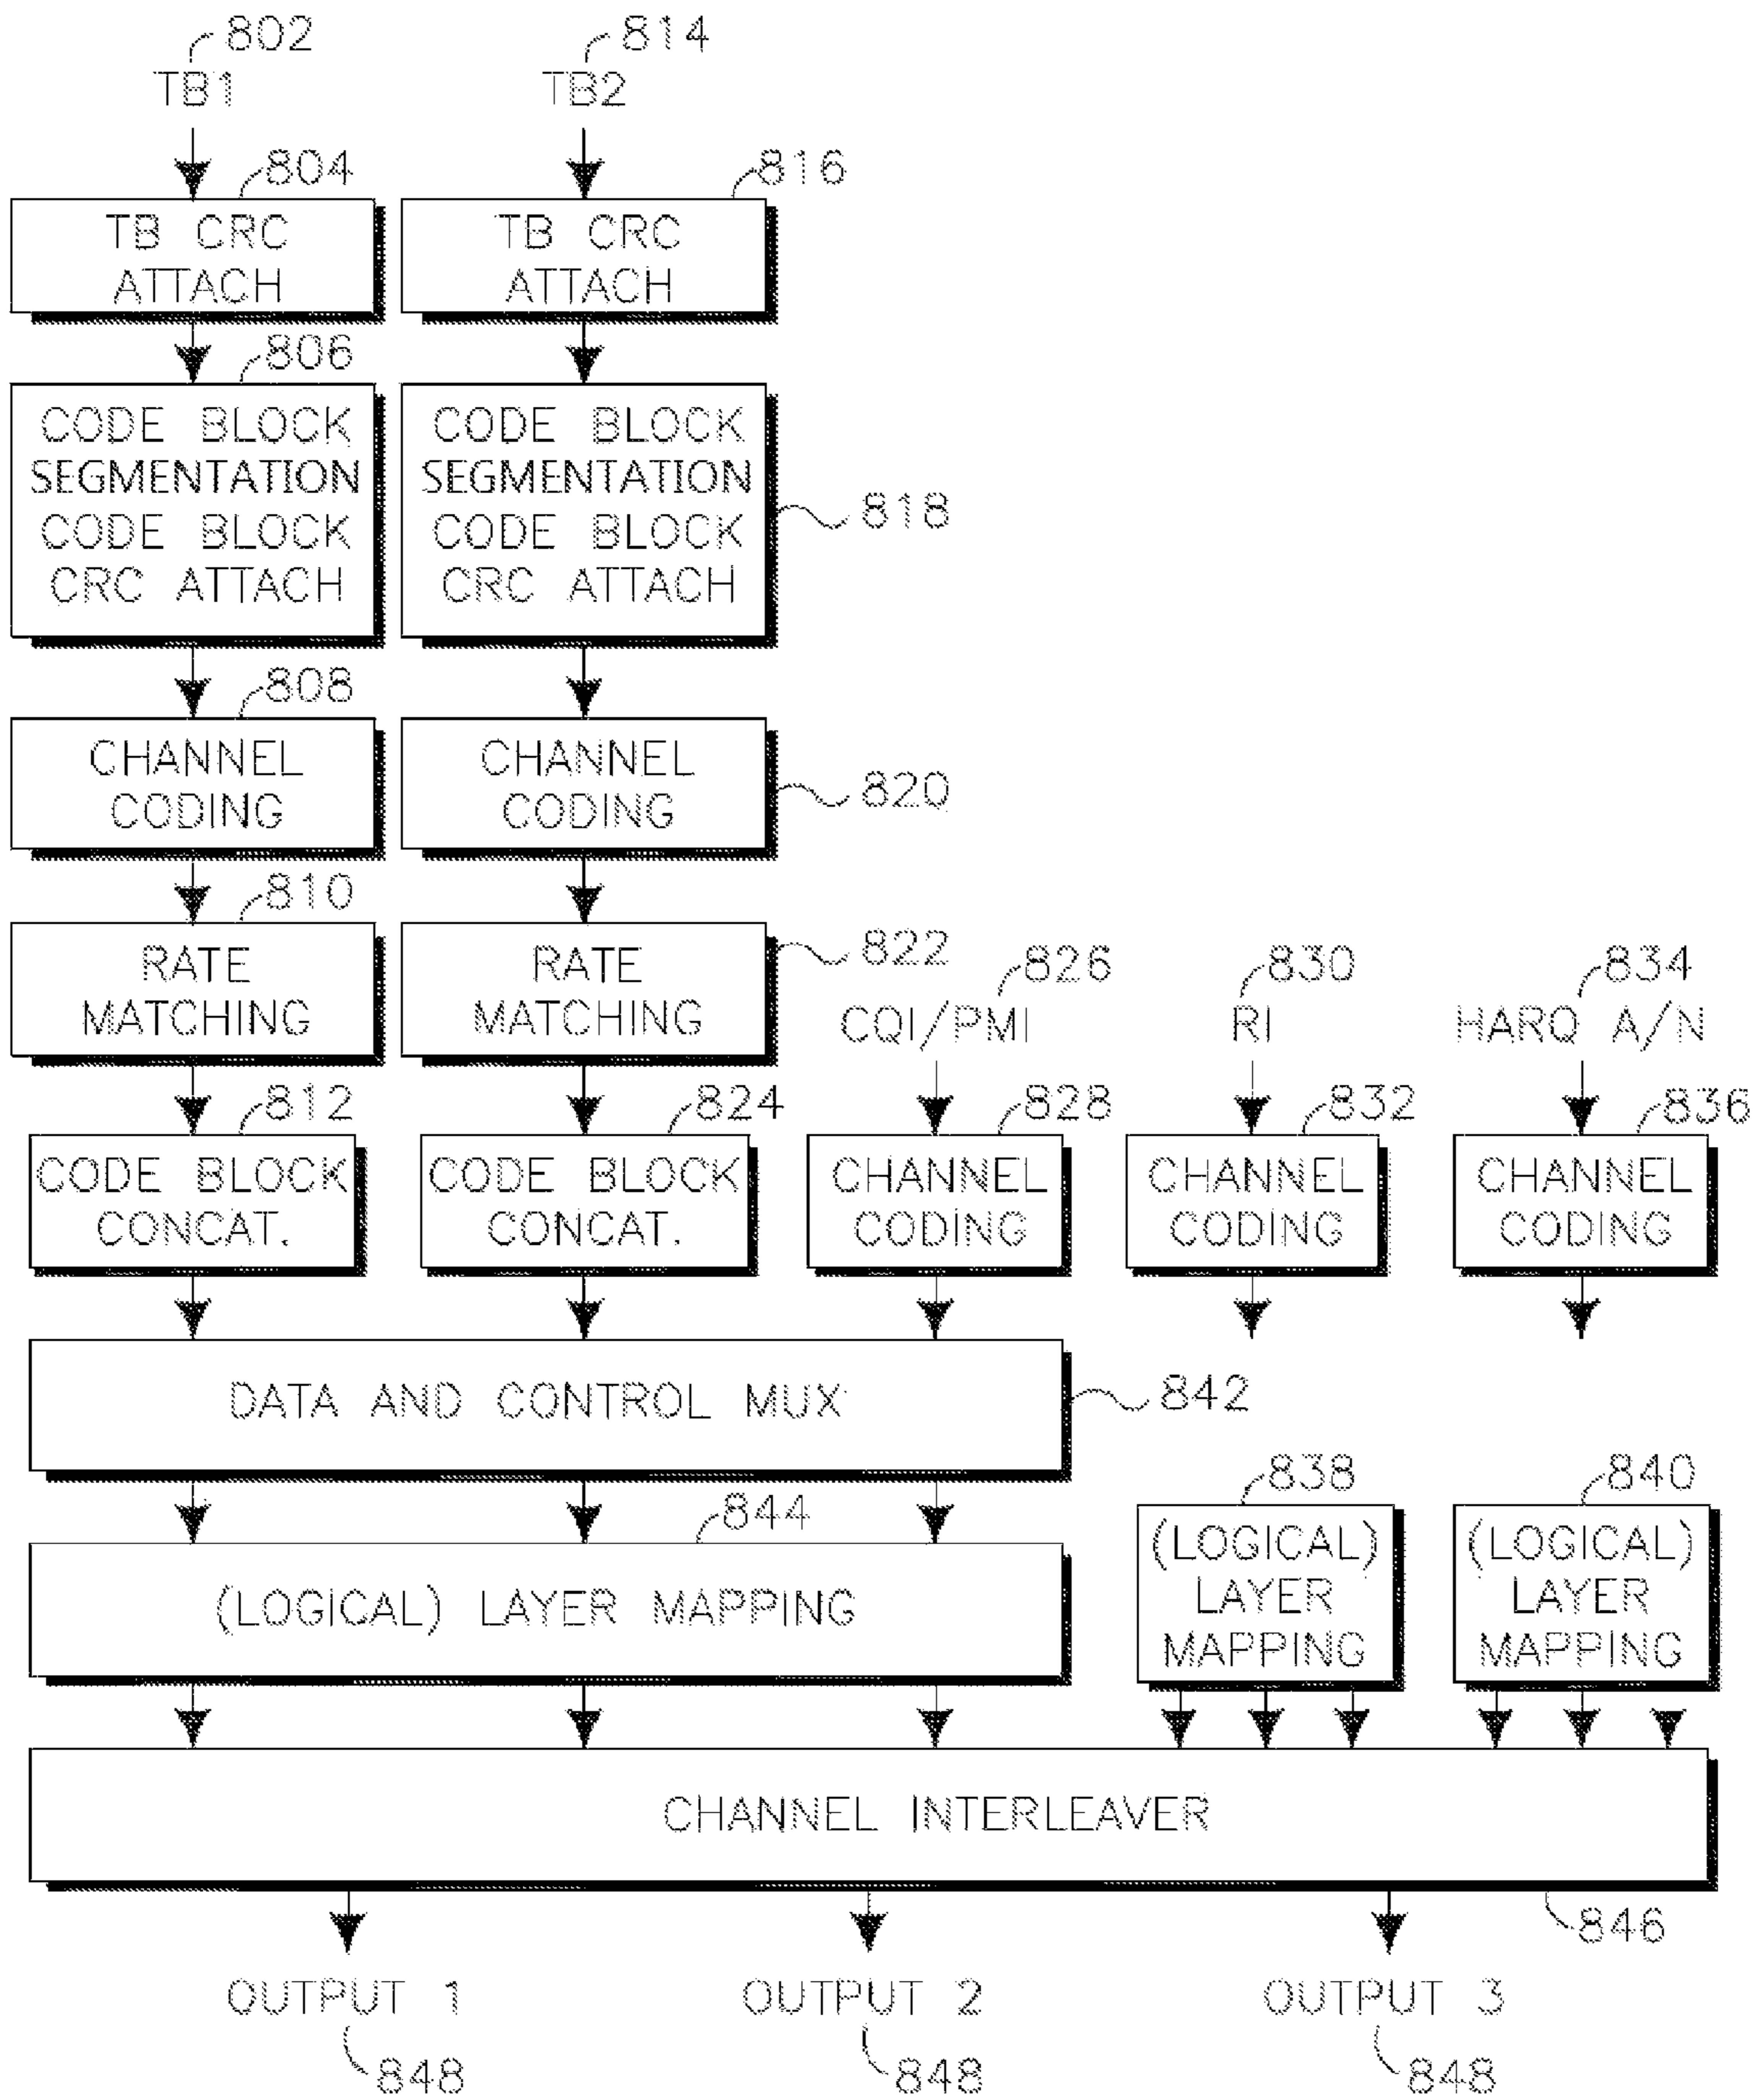 802
814
TB1
TB2
804
816
TB CRC
ATTACH
TB CRC
ATTACH
806
CODE BLOCK
SEGMENTATION
CODE BLOCK
CRC ATTACH
CODE BLOCK
SEGMENTATION
CODE BLOCK
CRC ATTACH
818
808
CHANNEL
CODING
CHANNEL
CODING
820
810
RATE
MATCHING
RATE
MATCHING
822
826
CQI/PMI
830
RI
834
HARQ A/N
812
CODE BLOCK
CONCAT.
824
CODE BLOCK
CONCAT.
828
CHANNEL
CODING
832
CHANNEL
CODING
836
CHANNEL
CODING
DATA AND CONTROL MUX
842
844
(LOGICAL) LAYER MAPPING
838
(LOGICAL)
LAYER
MAPPING
840
(LOGICAL)
LAYER
MAPPING
CHANNEL INTERLEAVER
846
OUTPUT 1
OUTPUT 2
OUTPUT 3
848
848
848